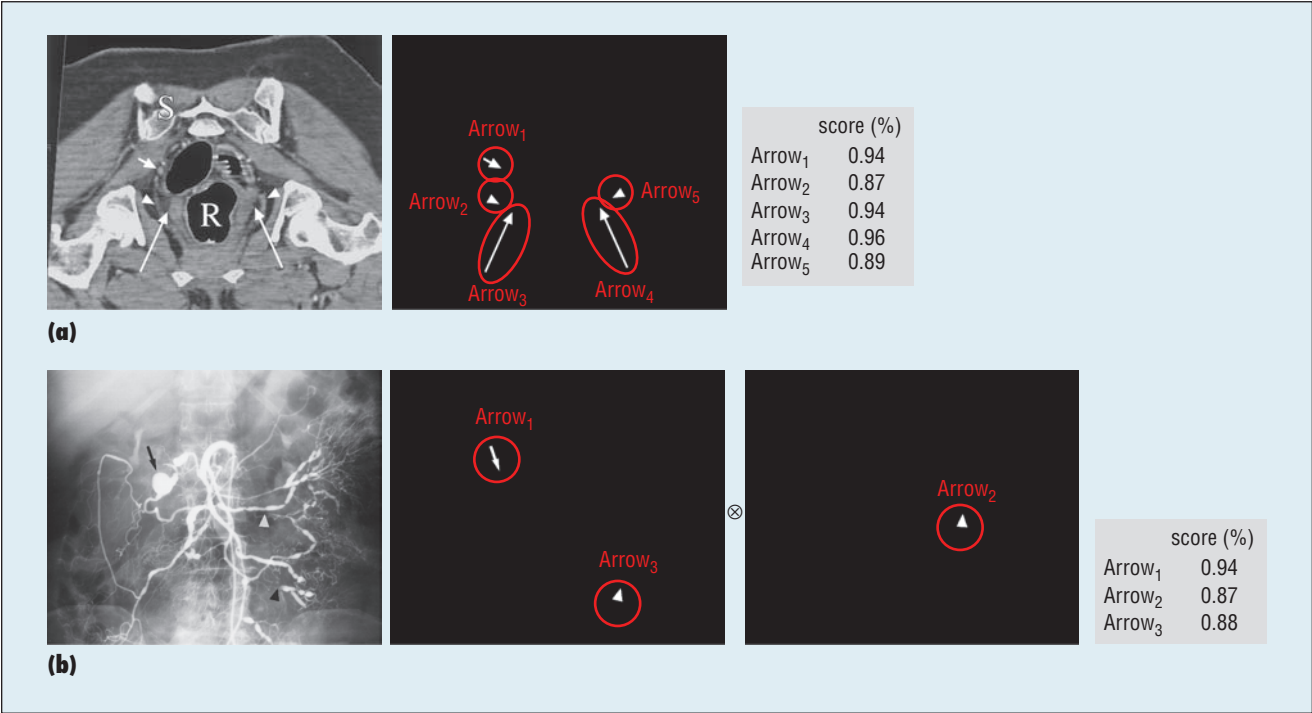 S
R
Arrow₁
Arrow₂
Arrow₅
Arrow₃
Arrow₄
score (%)
Arrow₁ 0.94
Arrow₂ 0.87
Arrow₃ 0.94
Arrow₄ 0.96
Arrow₅ 0.89
(a)
Arrow₁
Arrow₃
⊗
Arrow₂
score (%)
Arrow₁ 0.94
Arrow₂ 0.87
Arrow₃ 0.88
(b)